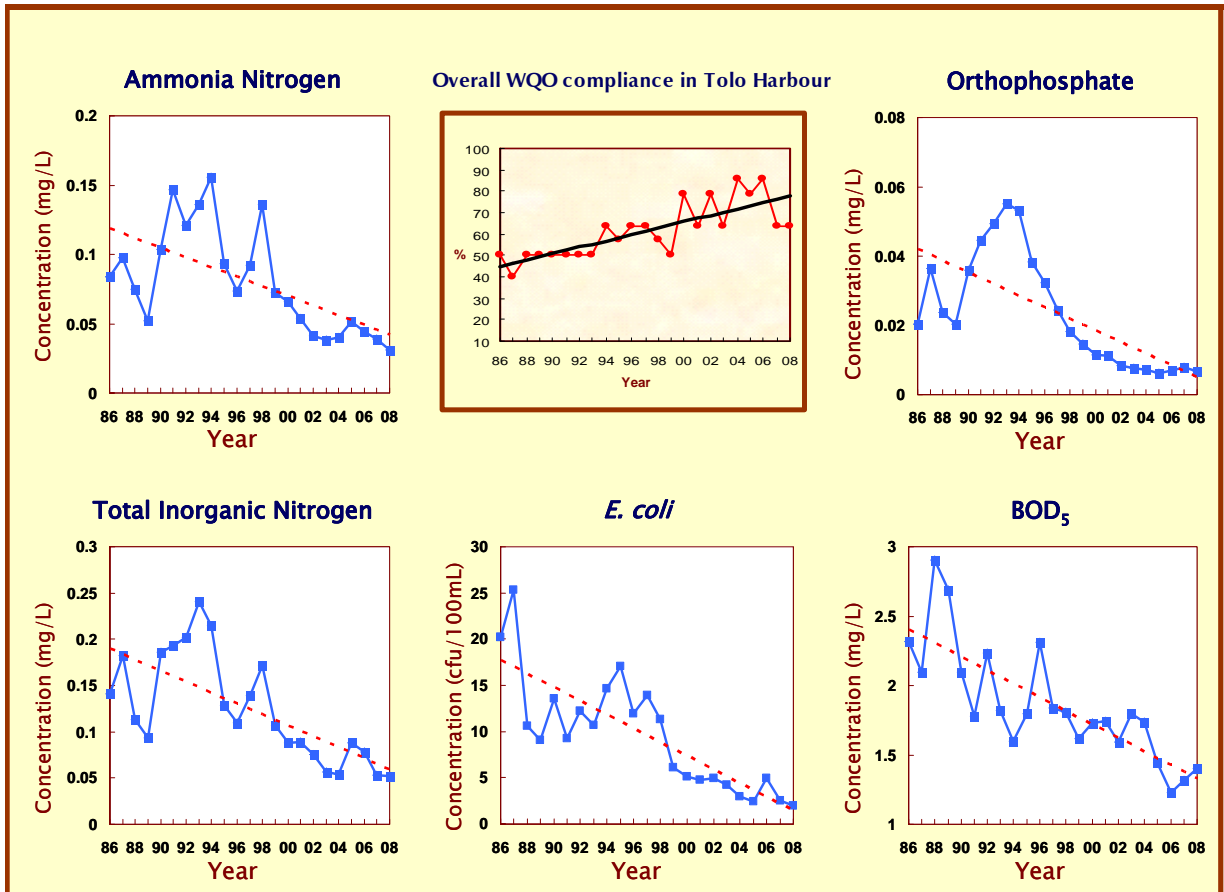 Ammonia Nitrogen
Concentration (mg/L)
0.2
0.15
0.1
0.05
0
86 88 90 92 94 96 98 00 02 04 06 08
Year
Overall WQO compliance in Tolo Harbour
%
100
90
80
70
60
50
40
30
20
10
86 88 90 92 94 96 98 00 02 04 06 08
Year
Orthophosphate
Concentration (mg/L)
0.08
0.06
0.04
0.02
0
86 88 90 92 94 96 98 00 02 04 06 08
Year
Total Inorganic Nitrogen
Concentration (mg/L)
0.3
0.25
0.2
0.15
0.1
0.05
0
86 88 90 92 94 96 98 00 02 04 06 08
Year
E. coli
Concentration (cfu/100mL)
30
25
20
15
10
5
0
86 88 90 92 94 96 98 00 02 04 06 08
Year
BOD5
Concentration (mg/L)
3
2.5
2
1.5
1
86 88 90 92 94 96 98 00 02 04 06 08
Year